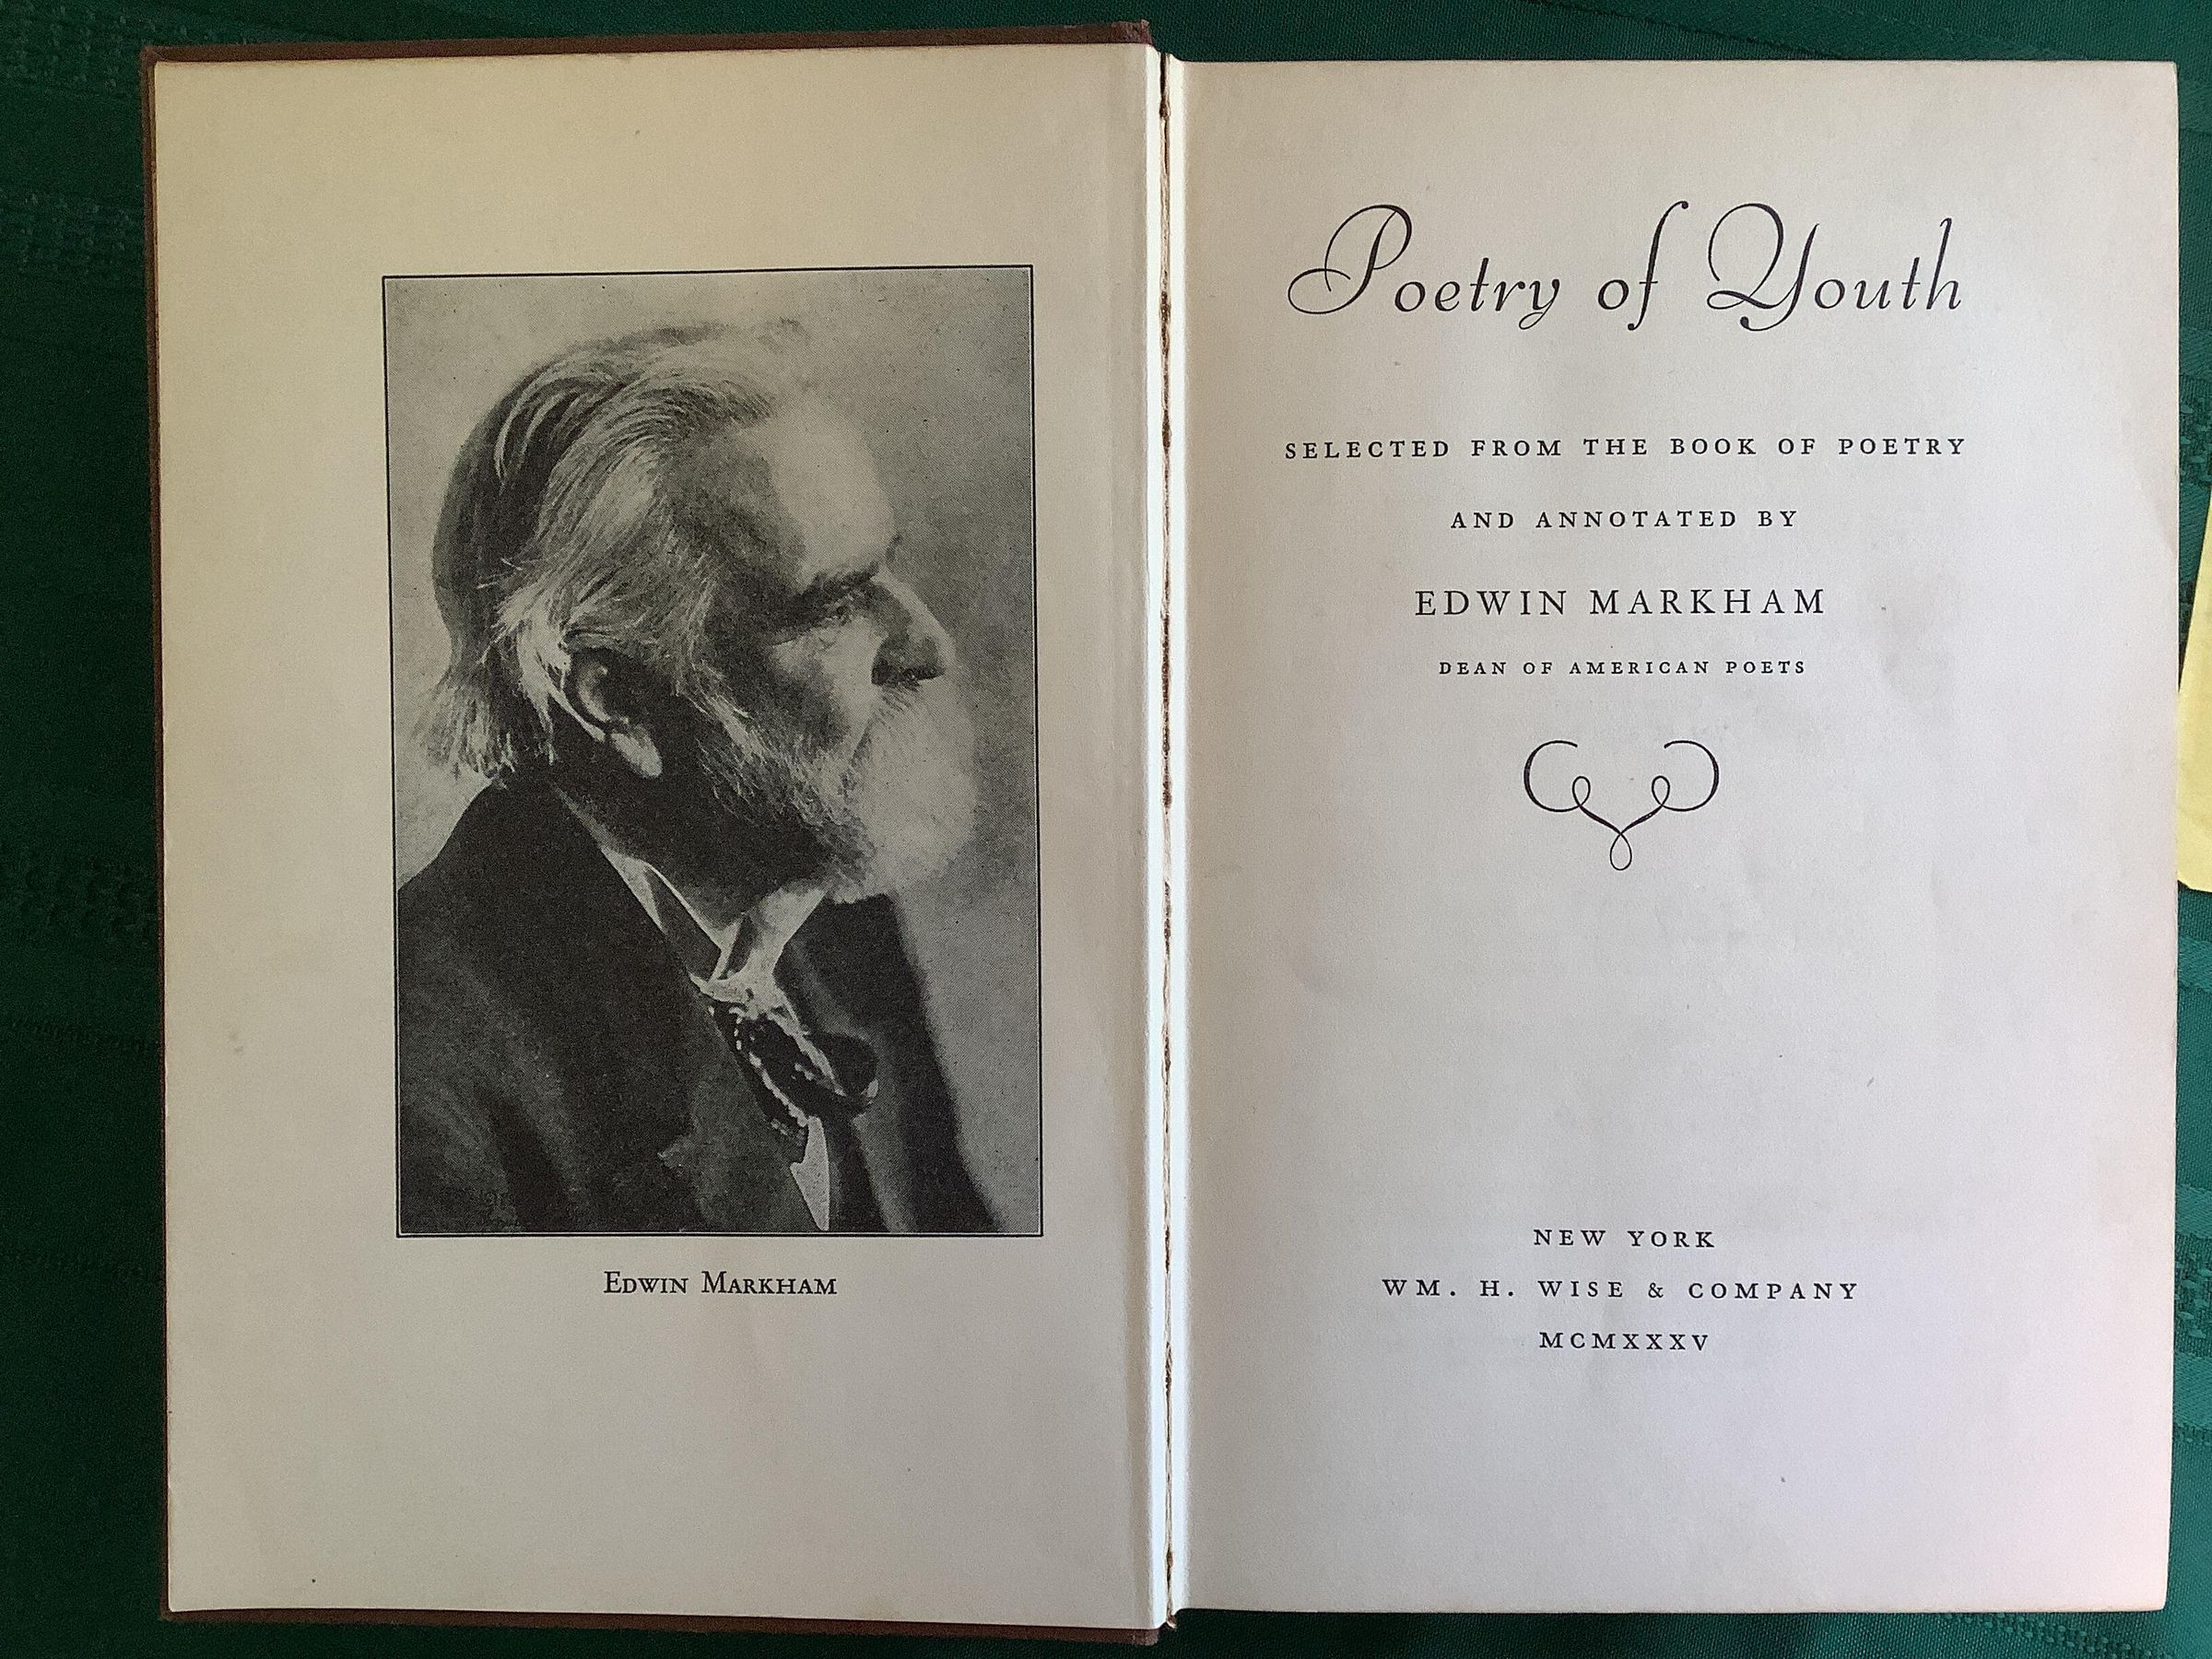 Edwin Markham
Poetry of Youth
SELECTED FROM THE BOOK OF POETRY
AND ANNOTATED BY
EDWIN MARKHAM
DEAN OF AMERICAN POETS
NEW YORK
WM. H. WISE & COMPANY
MCMXXXV